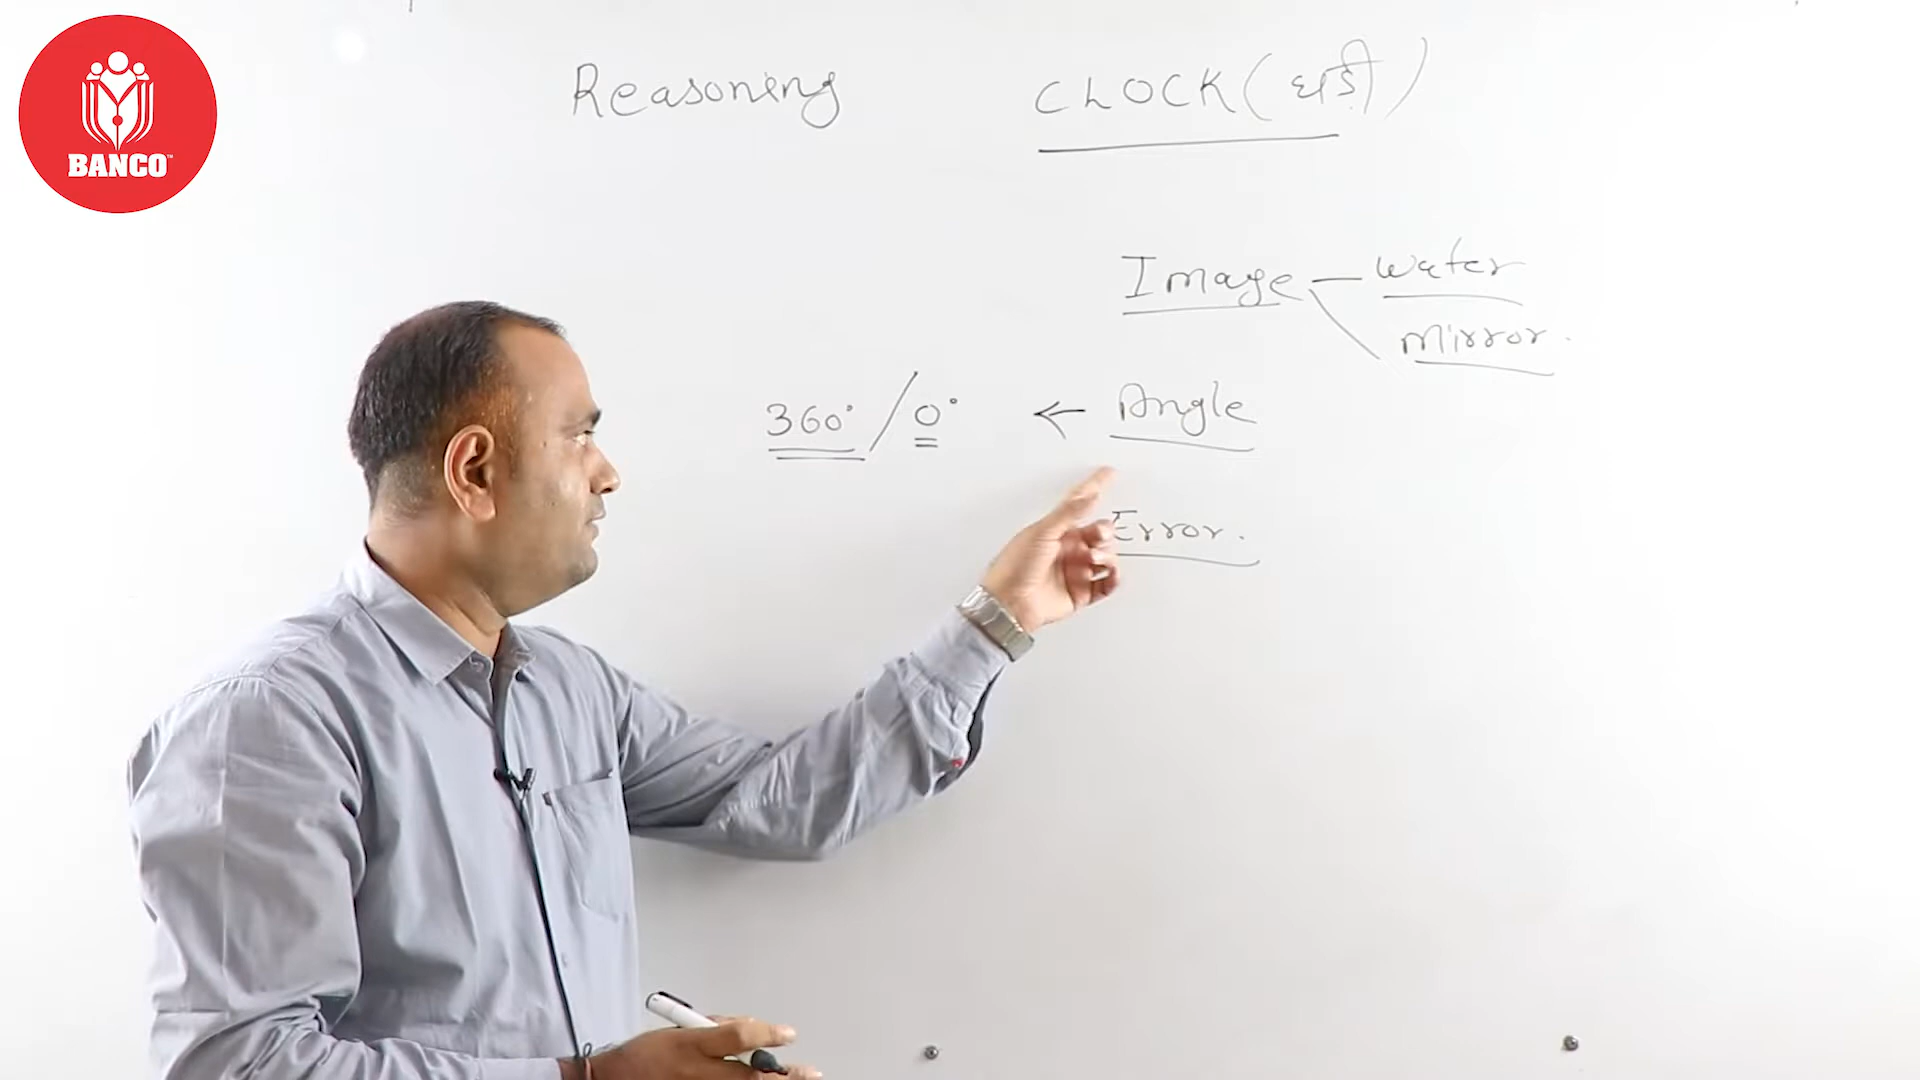 BANCO
Reasoning CLOCK (घड़ी)
Image — Water
Mirror.
360° / 0° ← Angle
Error.